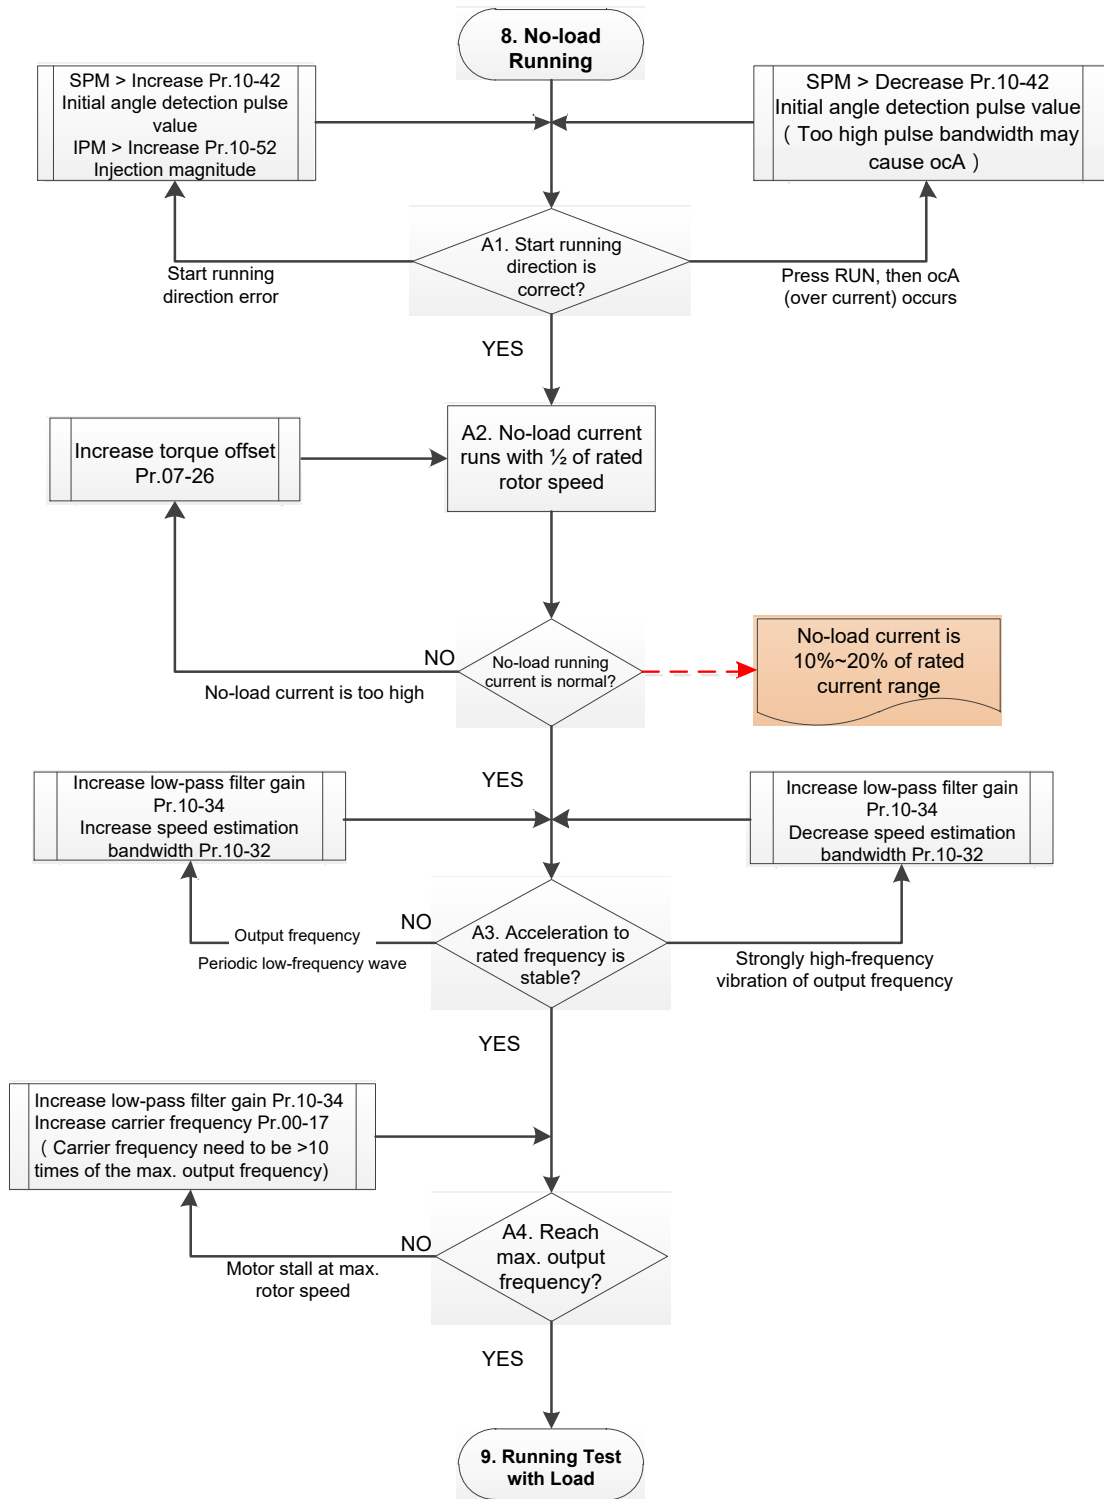 8. No-load
Running
SPM > Increase Pr.10-42
Initial angle detection pulse
value
IPM > Increase Pr.10-52
Injection magnitude
SPM > Decrease Pr.10-42
Initial angle detection pulse value
( Too high pulse bandwidth may
cause ocA )
A1. Start running
direction is
correct?
Start running
direction error
Press RUN, then ocA
(over current) occurs
YES
Increase torque offset
Pr.07-26
A2. No-load current
runs with ½ of rated
rotor speed
NO
No-load current is too high
No-load running
current is normal?
No-load current is
10%~20% of rated
current range
YES
Increase low-pass filter gain
Pr.10-34
Increase speed estimation
bandwidth Pr.10-32
Increase low-pass filter gain
Pr.10-34
Decrease speed estimation
bandwidth Pr.10-32
NO
Output frequency
Periodic low-frequency wave
A3. Acceleration to
rated frequency is
stable?
Strongly high-frequency
vibration of output frequency
YES
Increase low-pass filter gain Pr.10-34
Increase carrier frequency Pr.00-17
( Carrier frequency need to be >10
times of the max. output frequency)
NO
Motor stall at max.
rotor speed
A4. Reach
max. output
frequency?
YES
9. Running Test
with Load